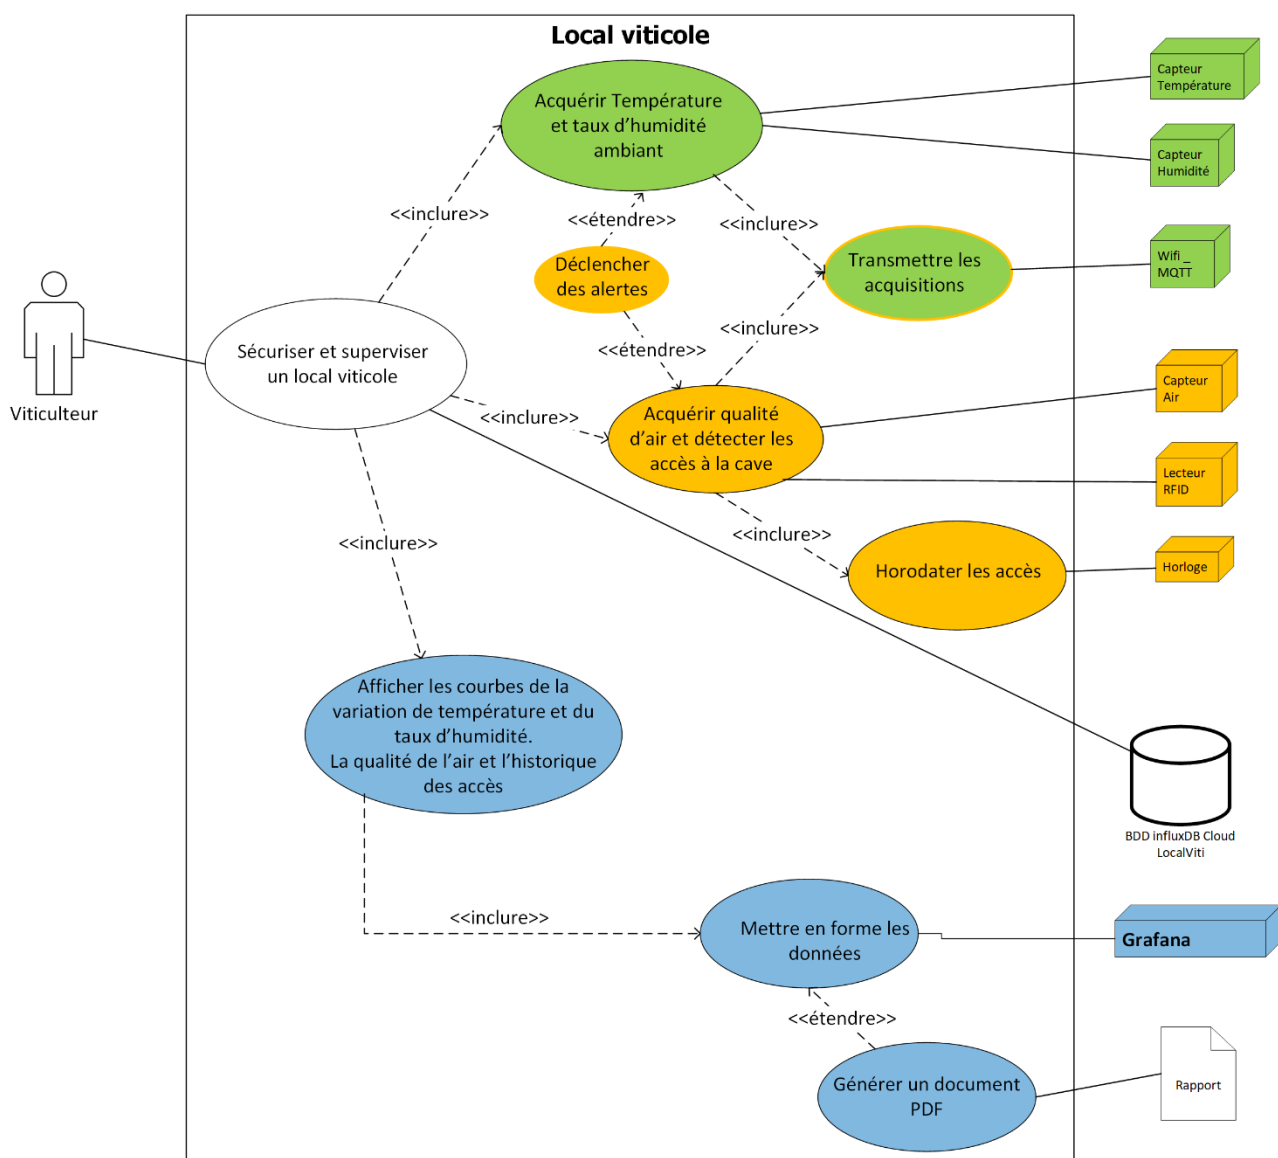 Local viticole
Acquérir Température
et taux d'humidité
ambiant
Capteur
Température
Capteur
Humidité
<<inclure>>
<<étendre>>
<<inclure>>
Déclencher
des alertes
Transmettre les
acquisitions
Wifi _
MQTT
<<inclure>>
<<étendre>>
Sécuriser et superviser
un local viticole
Viticulteur
<<inclure>>
Acquérir qualité
d'air et détecter les
accès à la cave
Capteur
Air
Lecteur
RFID
<<inclure>>
<<inclure>>
Horodater les accès
Horloge
Afficher les courbes de la
variation de température et du
taux d'humidité.
La qualité de l'air et l'historique
des accès
BDD influxDB Cloud
LocalViti
<<inclure>>
Mettre en forme les
données
Grafana
<<étendre>>
Générer un document
PDF
Rapport